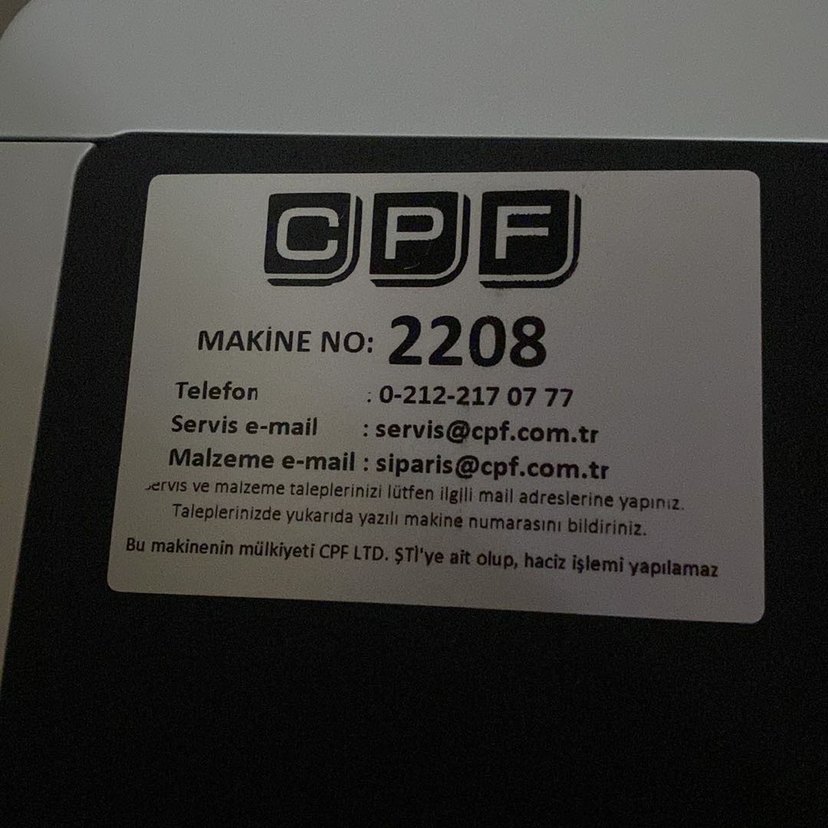 CPF
MAKİNE NO: 2208
Telefon : 0-212-217 07 77
Servis e-mail : servis@cpf.com.tr
Malzeme e-mail : siparis@cpf.com.tr
Servis ve malzeme taleplerinizi lütfen ilgili mail adreslerine yapınız.
Taleplerinizde yukarıda yazılı makine numarasını bildiriniz.
Bu makinenin mülkiyeti CPF LTD. ŞTİ'ye ait olup, haciz işlemi yapılamaz